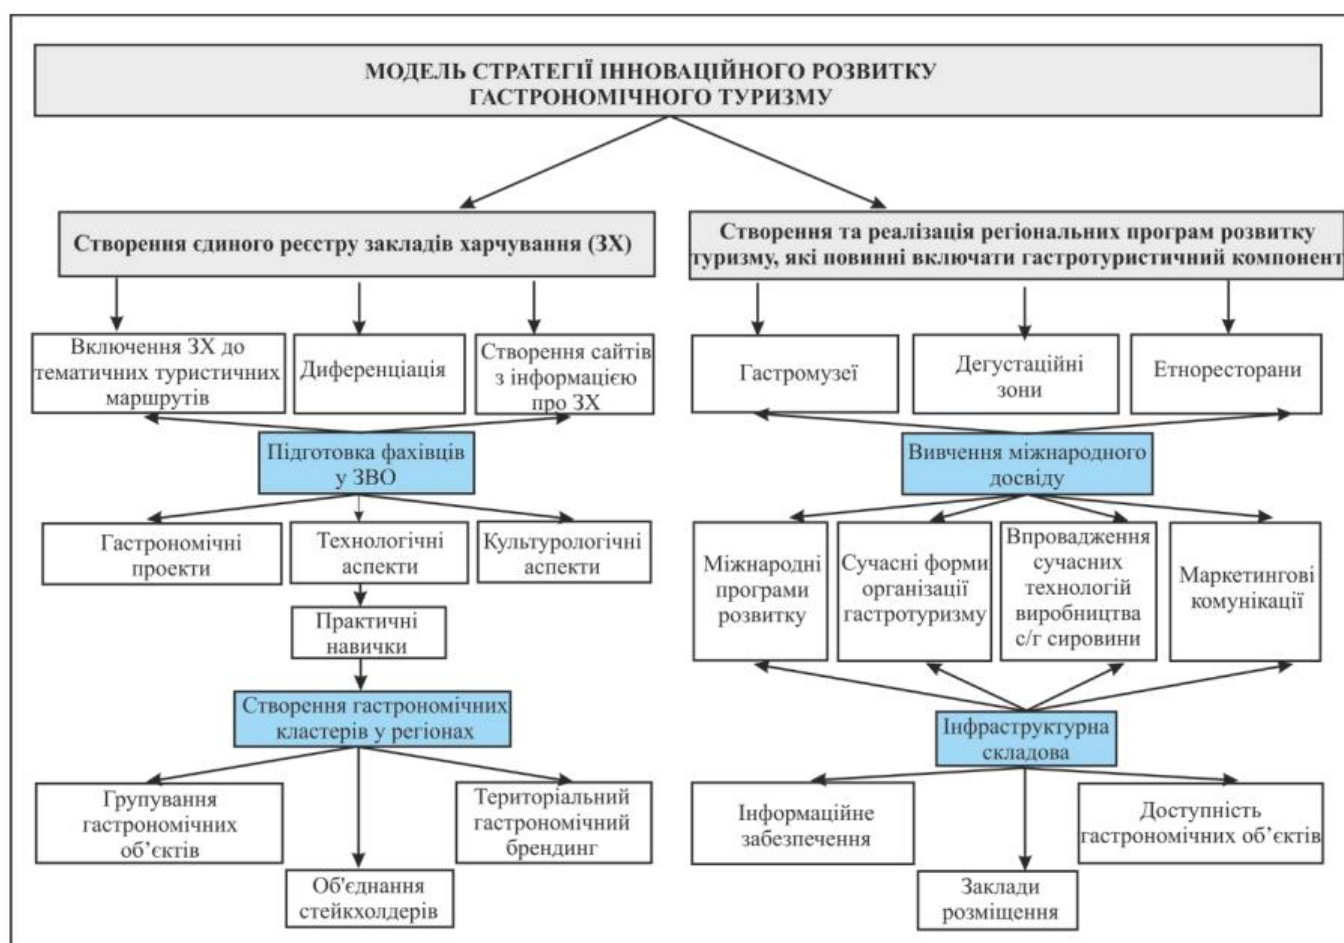 МОДЕЛЬ СТРАТЕГІЇ ІННОВАЦІЙНОГО РОЗВИТКУ
ГАСТРОНОМІЧНОГО ТУРИЗМУ
Створення єдиного реєстру закладів харчування (ЗХ)
Створення та реалізація регіональних програм розвитку
туризму, які повинні включати гастротуристичний компонент
Включення ЗХ до
тематичних туристичних
маршрутів
Диференціація
Створення сайтів
з інформацією
про ЗХ
Гастромузеї
Дегустаційні
зони
Етноресторани
Підготовка фахівців
у ЗВО
Вивчення міжнародного
досвіду
Гастрономічні
проекти
Технологічні
аспекти
Культурологічні
аспекти
Міжнародні
програми
розвитку
Сучасні форми
організації
гастротуризму
Впровадження
сучасних
технологій
виробництва
с/г сировини
Маркетингові
комунікації
Практичні
навички
Створення гастрономічних
кластерів у регіонах
Інфраструктурна
складова
Групування
гастрономічних
об’єктів
Територіальний
гастрономічний
брендинг
Інформаційне
забезпечення
Доступність
гастрономічних об’єктів
Об'єднання
стейкхолдерів
Заклади
розміщення